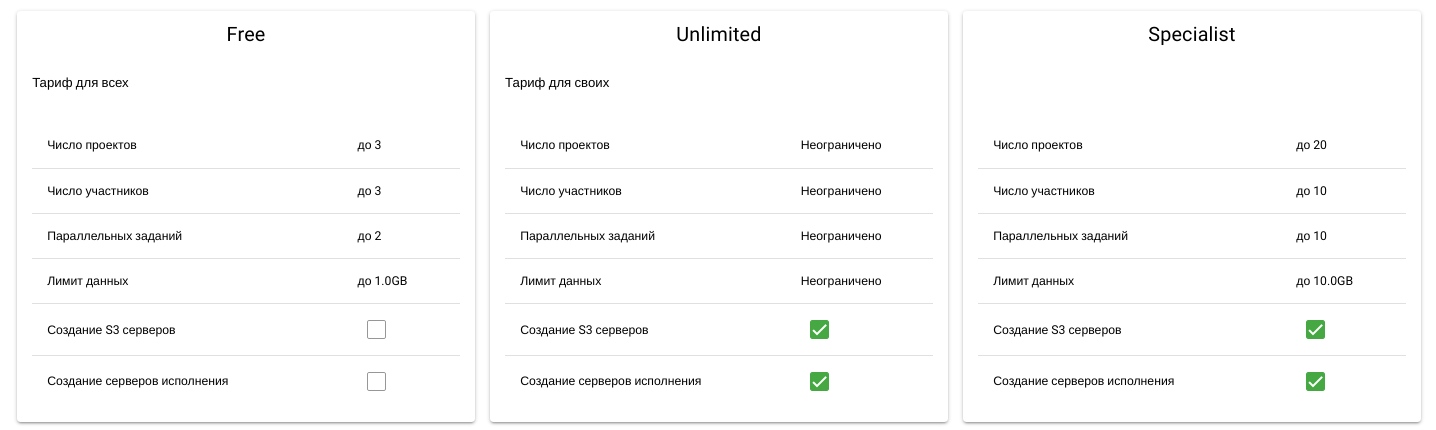 Free
Тариф для всех
Число проектов до 3
Число участников до 3
Параллельных заданий до 2
Лимит данных до 1.0GB
Создание S3 серверов
Создание серверов исполнения
Unlimited
Тариф для своих
Число проектов Неограничено
Число участников Неограничено
Параллельных заданий Неограничено
Лимит данных Неограничено
Создание S3 серверов
Создание серверов исполнения
Specialist
Число проектов до 20
Число участников до 10
Параллельных заданий до 10
Лимит данных до 10.0GB
Создание S3 серверов
Создание серверов исполнения